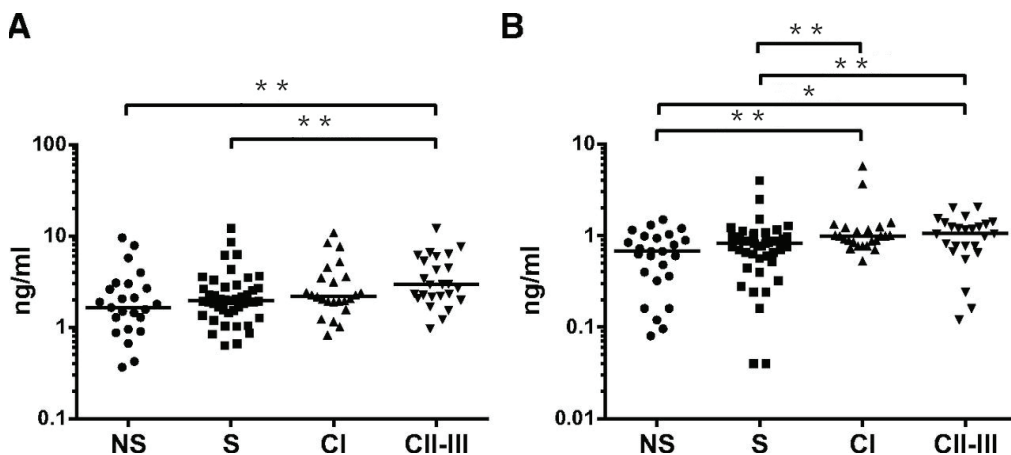 A
B
* *
* *
* *
* *
*
* *
ng/ml
100
10
1
0.1
NS
S
CI
CII-III
ng/ml
10
1
0.1
0.01
NS
S
CI
CII-III